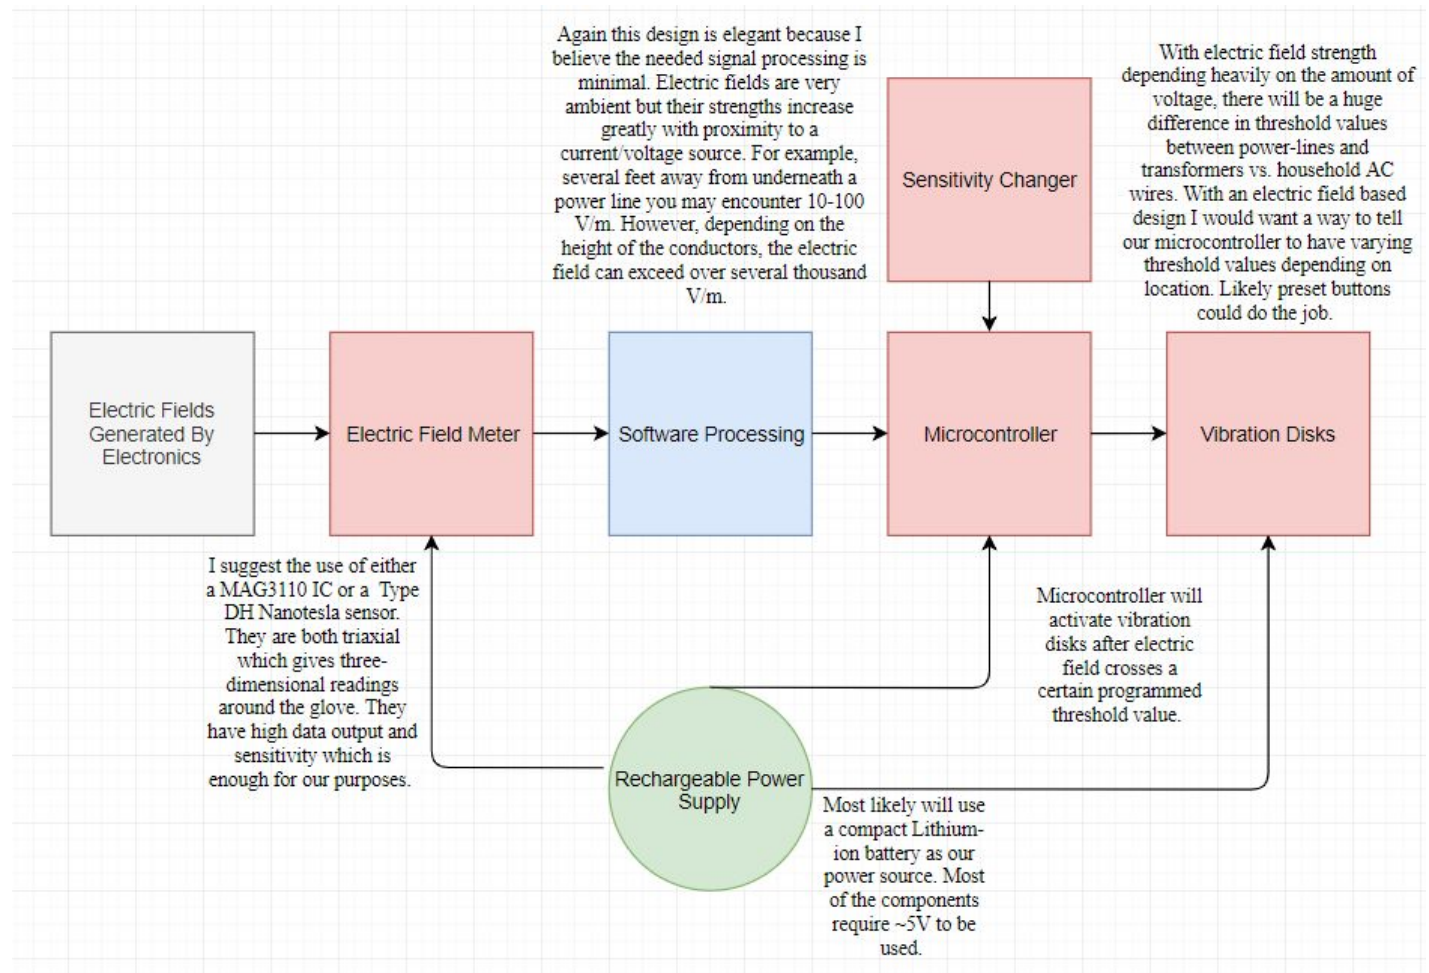 Again this design is elegant because I
believe the needed signal processing is
minimal. Electric fields are very
ambient but their strengths increase
greatly with proximity to a
current/voltage source. For example,
several feet away from underneath a
power line you may encounter 10-100
V/m. However, depending on the
height of the conductors, the electric
field can exceed over several thousand
V/m.
Sensitivity Changer
With electric field strength
depending heavily on the amount of
voltage, there will be a huge
difference in threshold values
between power-lines and
transformers vs. household AC
wires. With an electric field based
design I would want a way to tell
our microcontroller to have varying
threshold values depending on
location. Likely preset buttons
could do the job.
Electric Fields
Generated By
Electronics
Electric Field Meter
Software Processing
Microcontroller
Vibration Disks
I suggest the use of either
a MAG3110 IC or a Type
DH Nanotesla sensor.
They are both triaxial
which gives three-
dimensional readings
around the glove. They
have high data output and
sensitivity which is
enough for our purposes.
Microcontroller will
activate vibration
disks after electric
field crosses a
certain programmed
threshold value.
Rechargeable Power
Supply
Most likely will use
a compact Lithium-
ion battery as our
power source. Most
of the components
require ~5V to be
used.